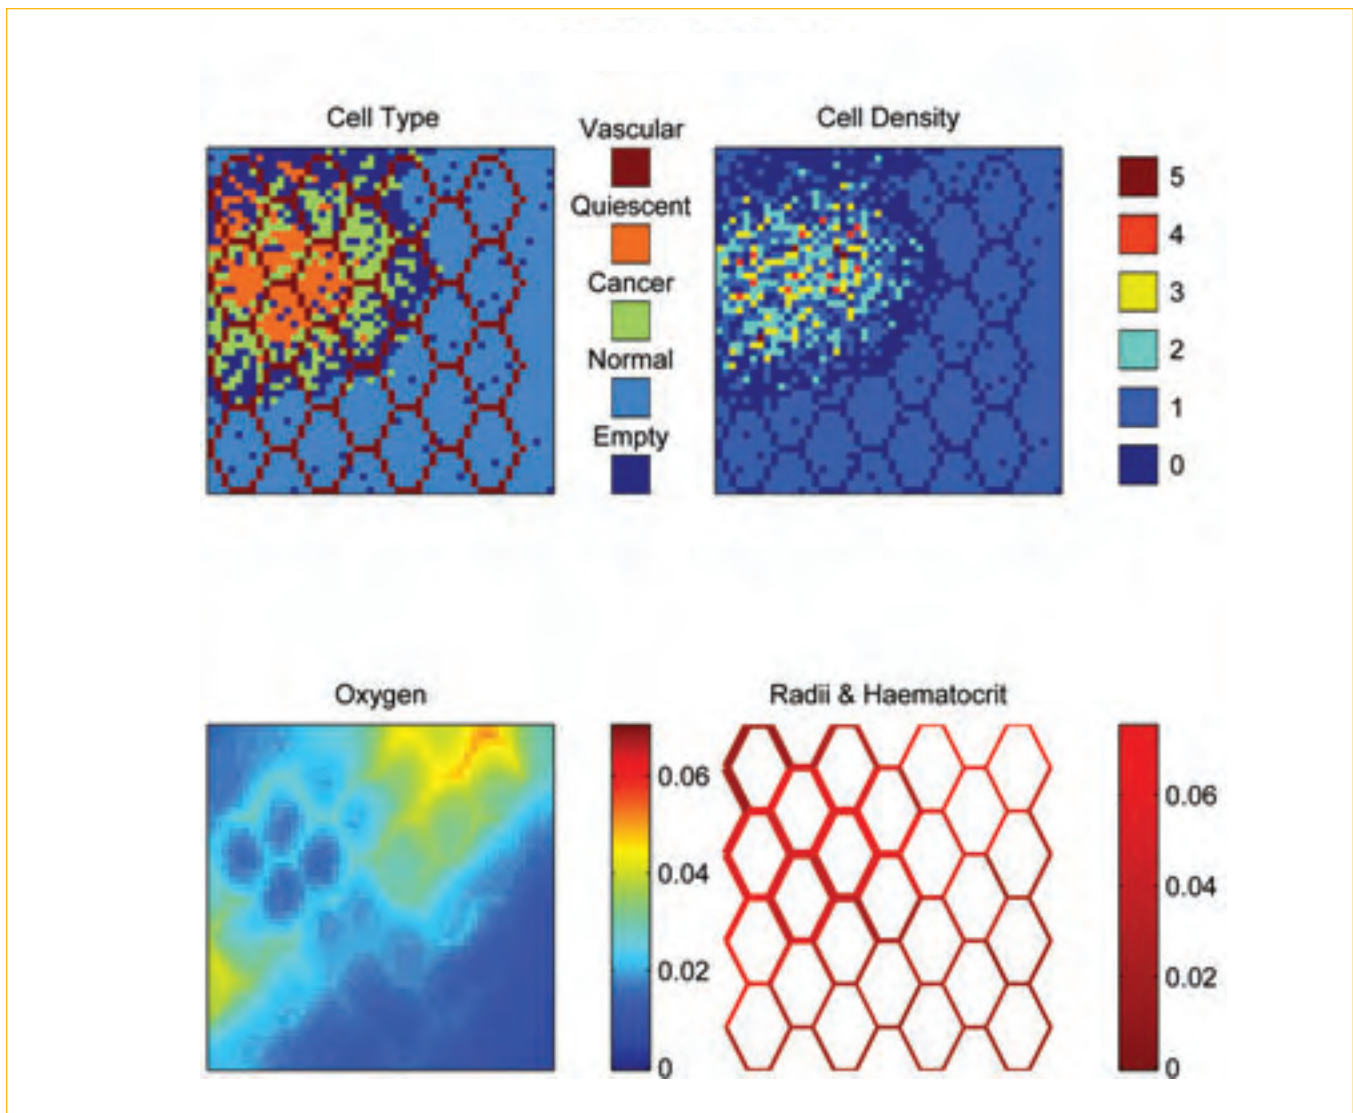 Cell Type
Vascular
Quiescent
Cancer
Normal
Empty
Cell Density
5
4
3
2
1
0
Oxygen
0.06
0.04
0.02
0
Radii & Haematocrit
0.06
0.04
0.02
0